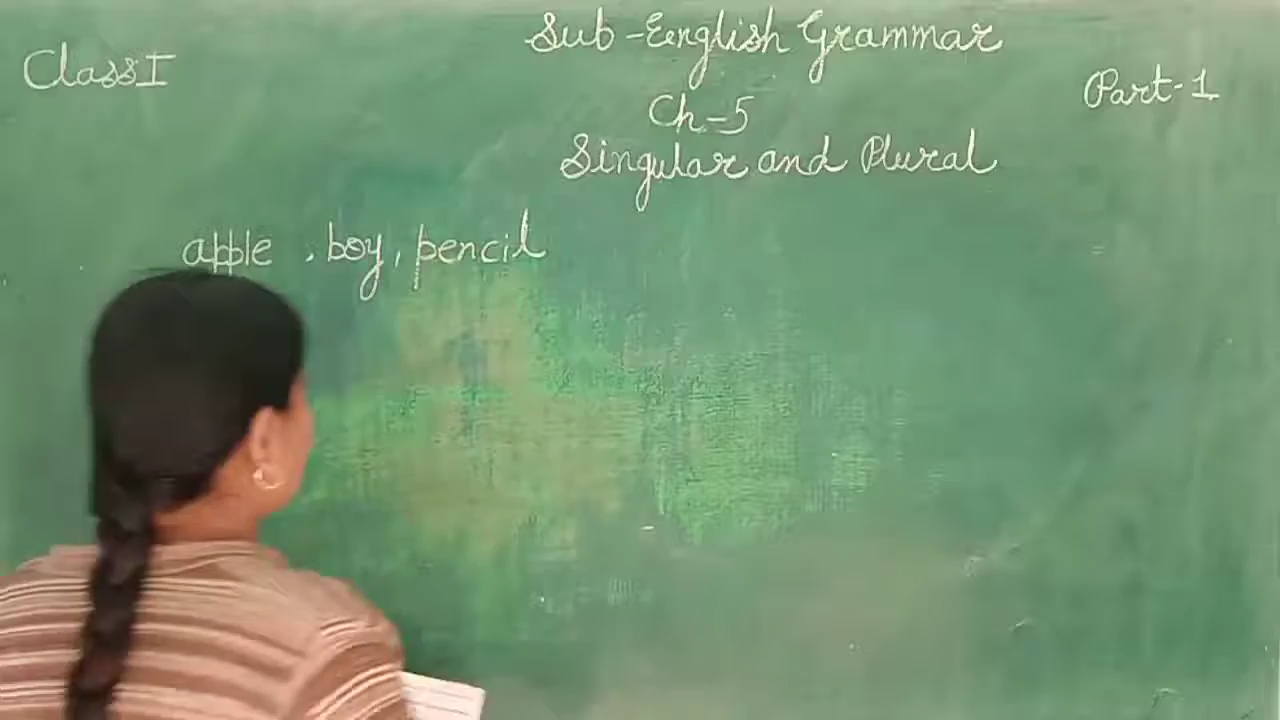 Sub-English Grammar
Class I
Part-1
Ch-5
Singular and Plural
apple , boy, pencil